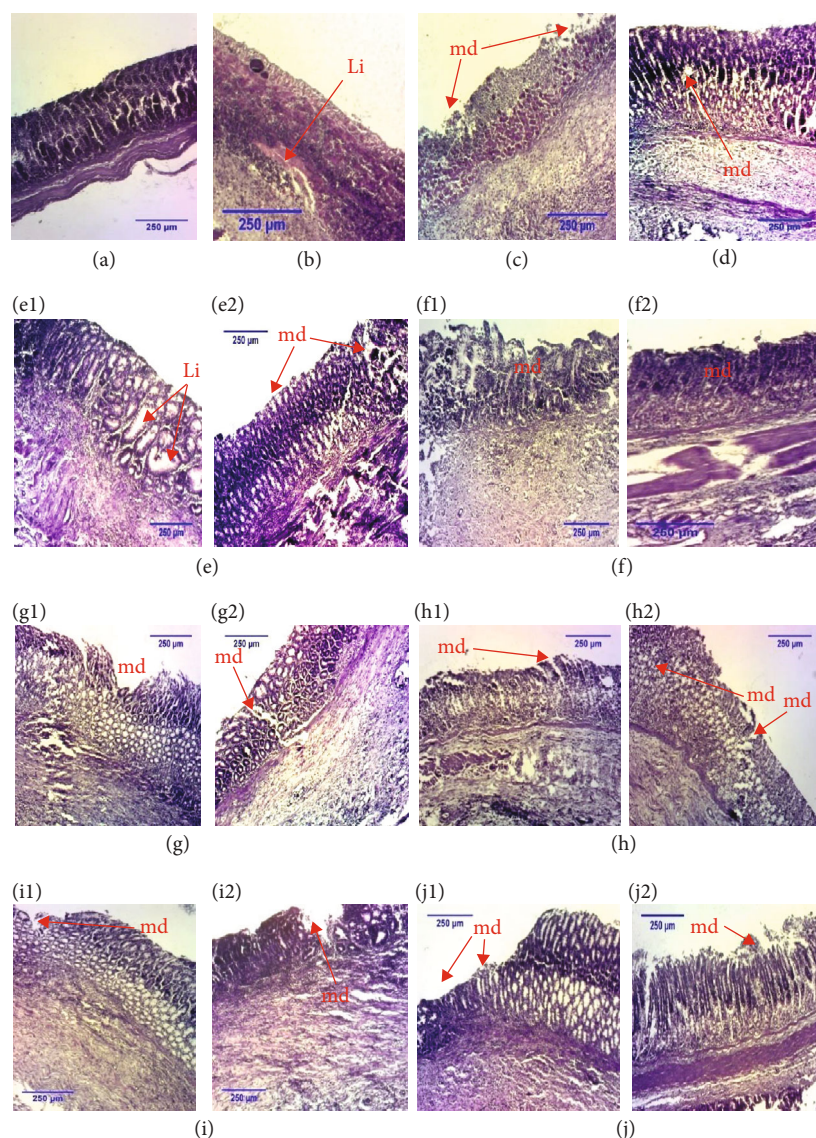 Li
md
md
250 µm
250 µm
250 µm
250 µm
(a)
(b)
(c)
(d)
(e1)
(e2)
(f1)
(f2)
250 µm
md
md
md
Li
250 µm
250 µm
250 µm
(e)
(f)
(g1)
(g2)
(h1)
(h2)
250 µm
250 µm
250 µm
250 µm
md
md
md
md
md
(g)
(h)
(i1)
(i2)
(j1)
(j2)
250 µm
250 µm
md
md
md
md
250 µm
250 µm
(i)
(j)